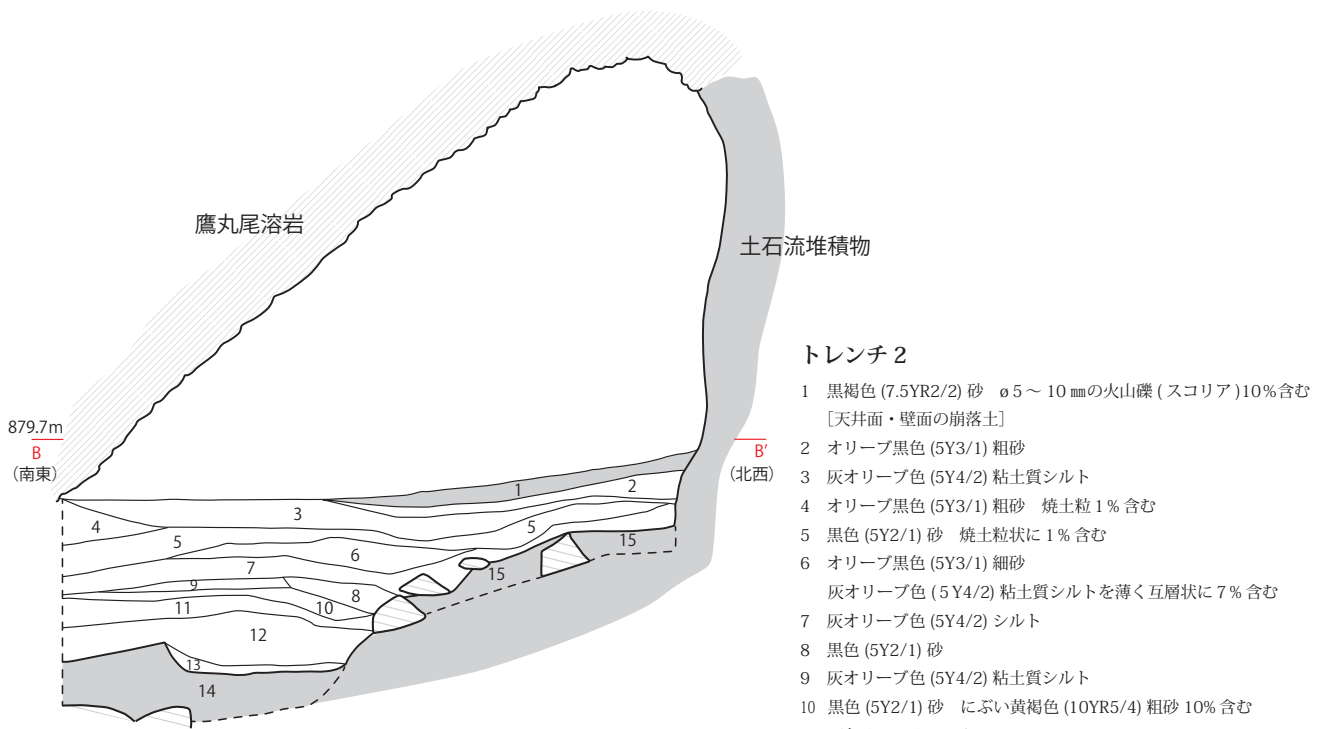 鷹丸尾溶岩
土石流堆積物
879.7m
B
(南東)
B'
(北西)
1
2
3
4
5
5
6
7
8
9
10
11
12
13
14
15
15
トレンチ 2
1 黒褐色 (7.5YR2/2) 砂 ø 5 ～ 10 ㎜の火山礫 ( スコリア )10%含む
［天井面・壁面の崩落土］
2 オリーブ黒色 (5Y3/1) 粗砂
3 灰オリーブ色 (5Y4/2) 粘土質シルト
4 オリーブ黒色 (5Y3/1) 粗砂 焼土粒 1 % 含む
5 黒色 (5Y2/1) 砂 焼土粒状に 1 % 含む
6 オリーブ黒色 (5Y3/1) 細砂
灰オリーブ色 ( 5 Y4/2) 粘土質シルトを薄く互層状に 7 % 含む
7 灰オリーブ色 (5Y4/2) シルト
8 黒色 (5Y2/1) 砂
9 灰オリーブ色 (5Y4/2) 粘土質シルト
10 黒色 (5Y2/1) 砂 にぶい黄褐色 (10YR5/4) 粗砂 10% 含む